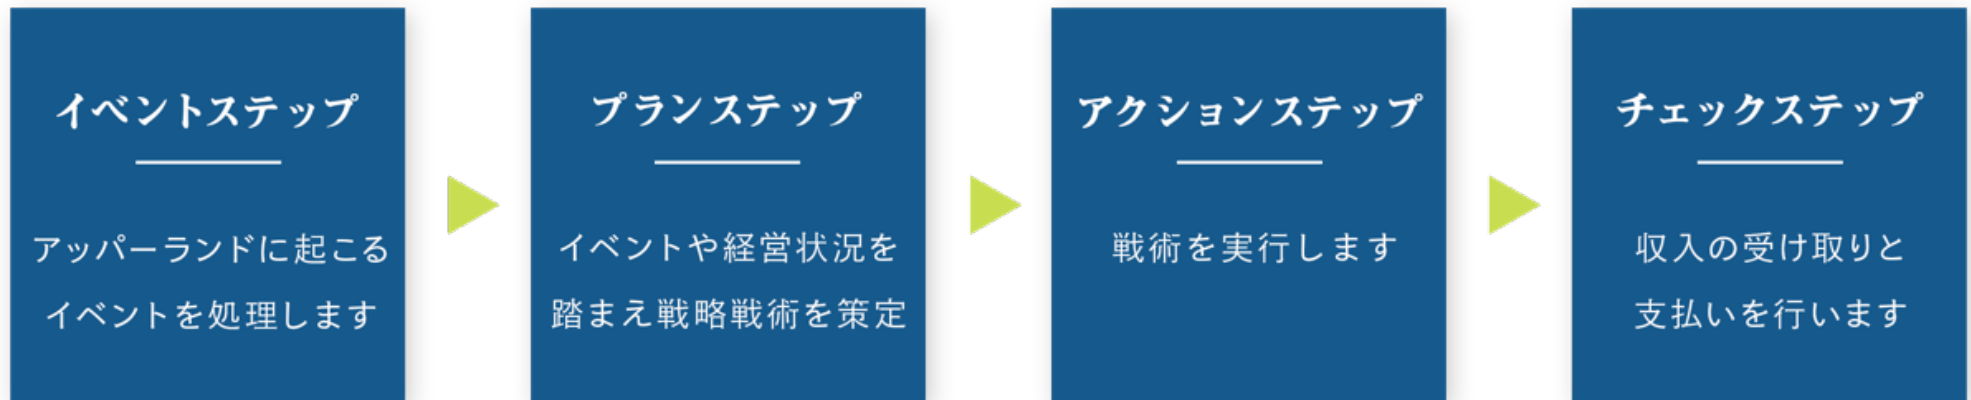 イベントステップ
アッパーランドに起こる
イベントを処理します
プランステップ
イベントや経営状況を
踏まえ戦略戦術を策定
アクションステップ
戦術を実行します
チェックステップ
収入の受け取りと
支払いを行います